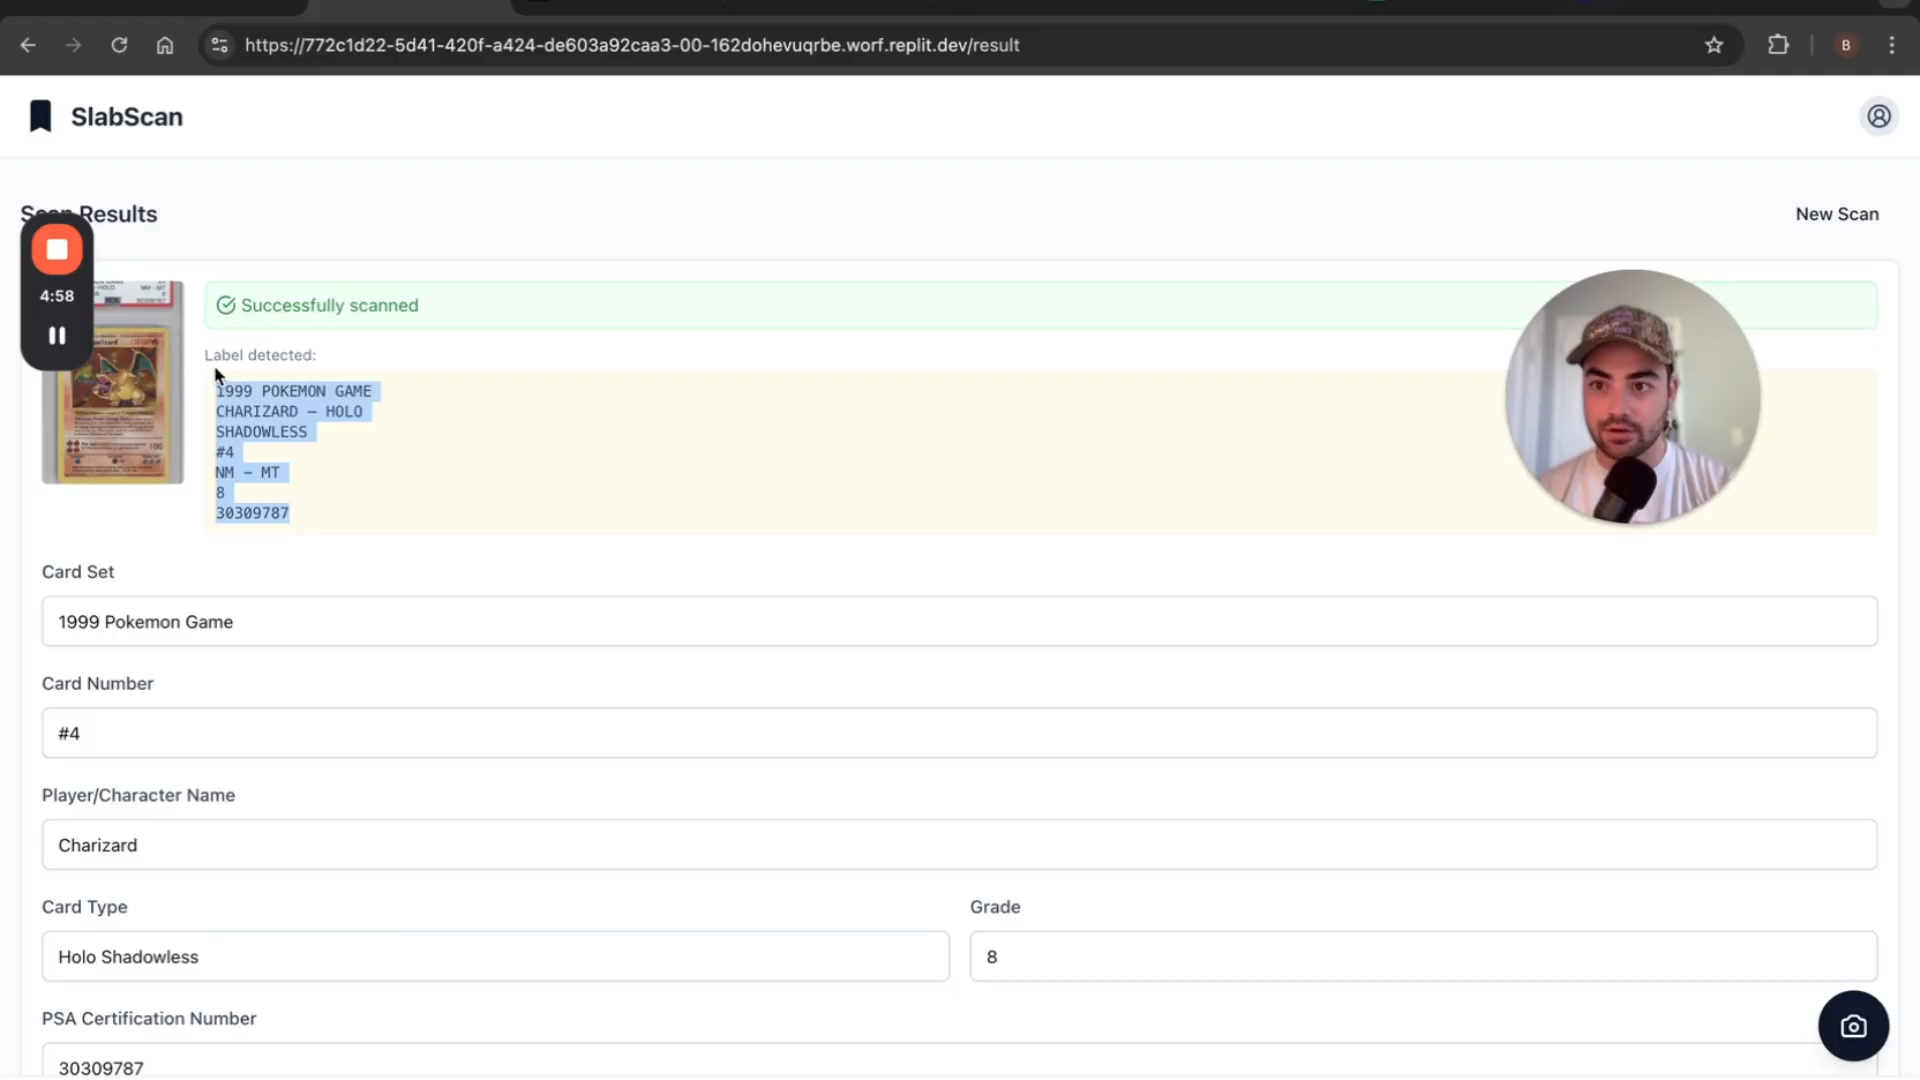 https://772c1d22-5d41-420f-a424-de603a92caa3-00-162dohevuqrbe.worf.replit.dev/result
B
SlabScan
Scan Results
New Scan
4:58
Successfully scanned
Label detected:
1999 POKEMON GAME
CHARIZARD – HOLO
SHADOWLESS
#4
NM – MT
8
30309787
Card Set
1999 Pokemon Game
Card Number
#4
Player/Character Name
Charizard
Card Type
Grade
Holo Shadowless
8
PSA Certification Number
30309787